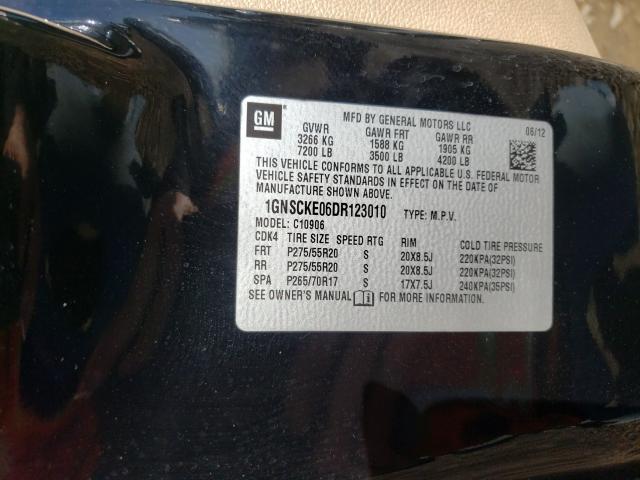 GM MFD BY GENERAL MOTORS LLC 06/12
GVWR GAWR FRT GAWR RR
3266 KG 1588 KG 1905 KG
7200 LB 3500 LB 4200 LB
THIS VEHICLE CONFORMS TO ALL APPLICABLE U.S. FEDERAL MOTOR
VEHICLE SAFETY STANDARDS IN EFFECT ON THE DATE OF
MANUFACTURE SHOWN ABOVE.
1GNSCKE06DR123010 TYPE: M.P.V.
MODEL: C10906
CDK4 TIRE SIZE SPEED RTG RIM COLD TIRE PRESSURE
FRT P275/55R20 S 20X8.5J 220KPA(32PSI)
RR P275/55R20 S 20X8.5J 220KPA(32PSI)
SPA P265/70R17 S 17X7.5J 240KPA(35PSI)
SEE OWNER'S MANUAL FOR MORE INFORMATION.